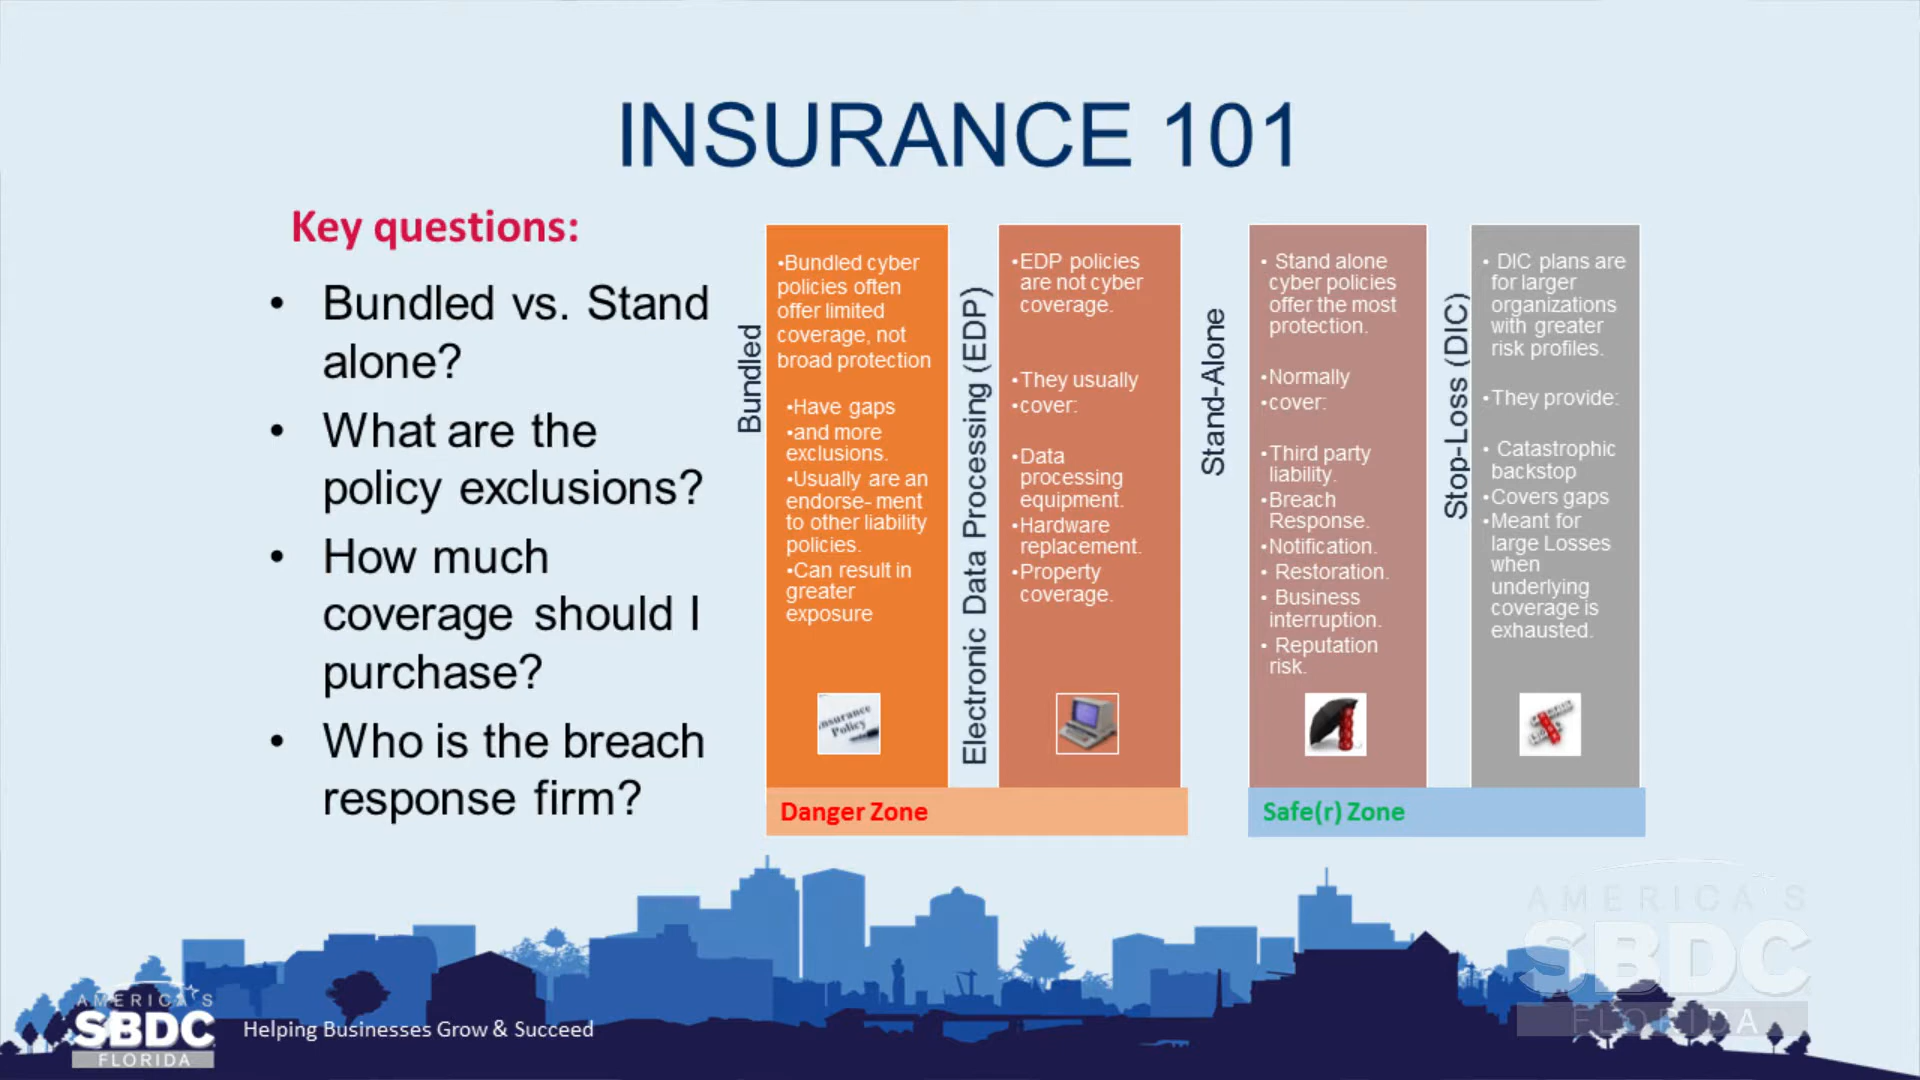 INSURANCE 101
Key questions:
• Bundled vs. Stand
alone?
• What are the
policy exclusions?
• How much
coverage should I
purchase?
• Who is the breach
response firm?
Bundled
•Bundled cyber
policies often
offer limited
coverage, not
broad protection
•Have gaps
•and more
exclusions.
•Usually are an
endorse- ment
to other liability
policies.
•Can result in
greater
exposure
Insurance
Policy
Electronic Data Processing (EDP)
•EDP policies
are not cyber
coverage.
•They usually
•cover:
•Data
processing
equipment.
•Hardware
replacement.
•Property
coverage.
Danger Zone
Stand-Alone
• Stand alone
cyber policies
offer the most
protection.
•Normally
•cover:
•Third party
liability.
•Breach
Response.
•Notification.
• Restoration.
• Business
interruption.
• Reputation
risk.
Stop-Loss (DIC)
• DIC plans are
for larger
organizations
with greater
risk profiles.
•They provide:
• Catastrophic
backstop
•Covers gaps
•Meant for
large Losses
when
underlying
coverage is
exhausted.
Safe(r) Zone
AMERICA'S
SBDC
FLORIDA
Helping Businesses Grow & Succeed
AMERICA'S
SBDC
FLORIDA